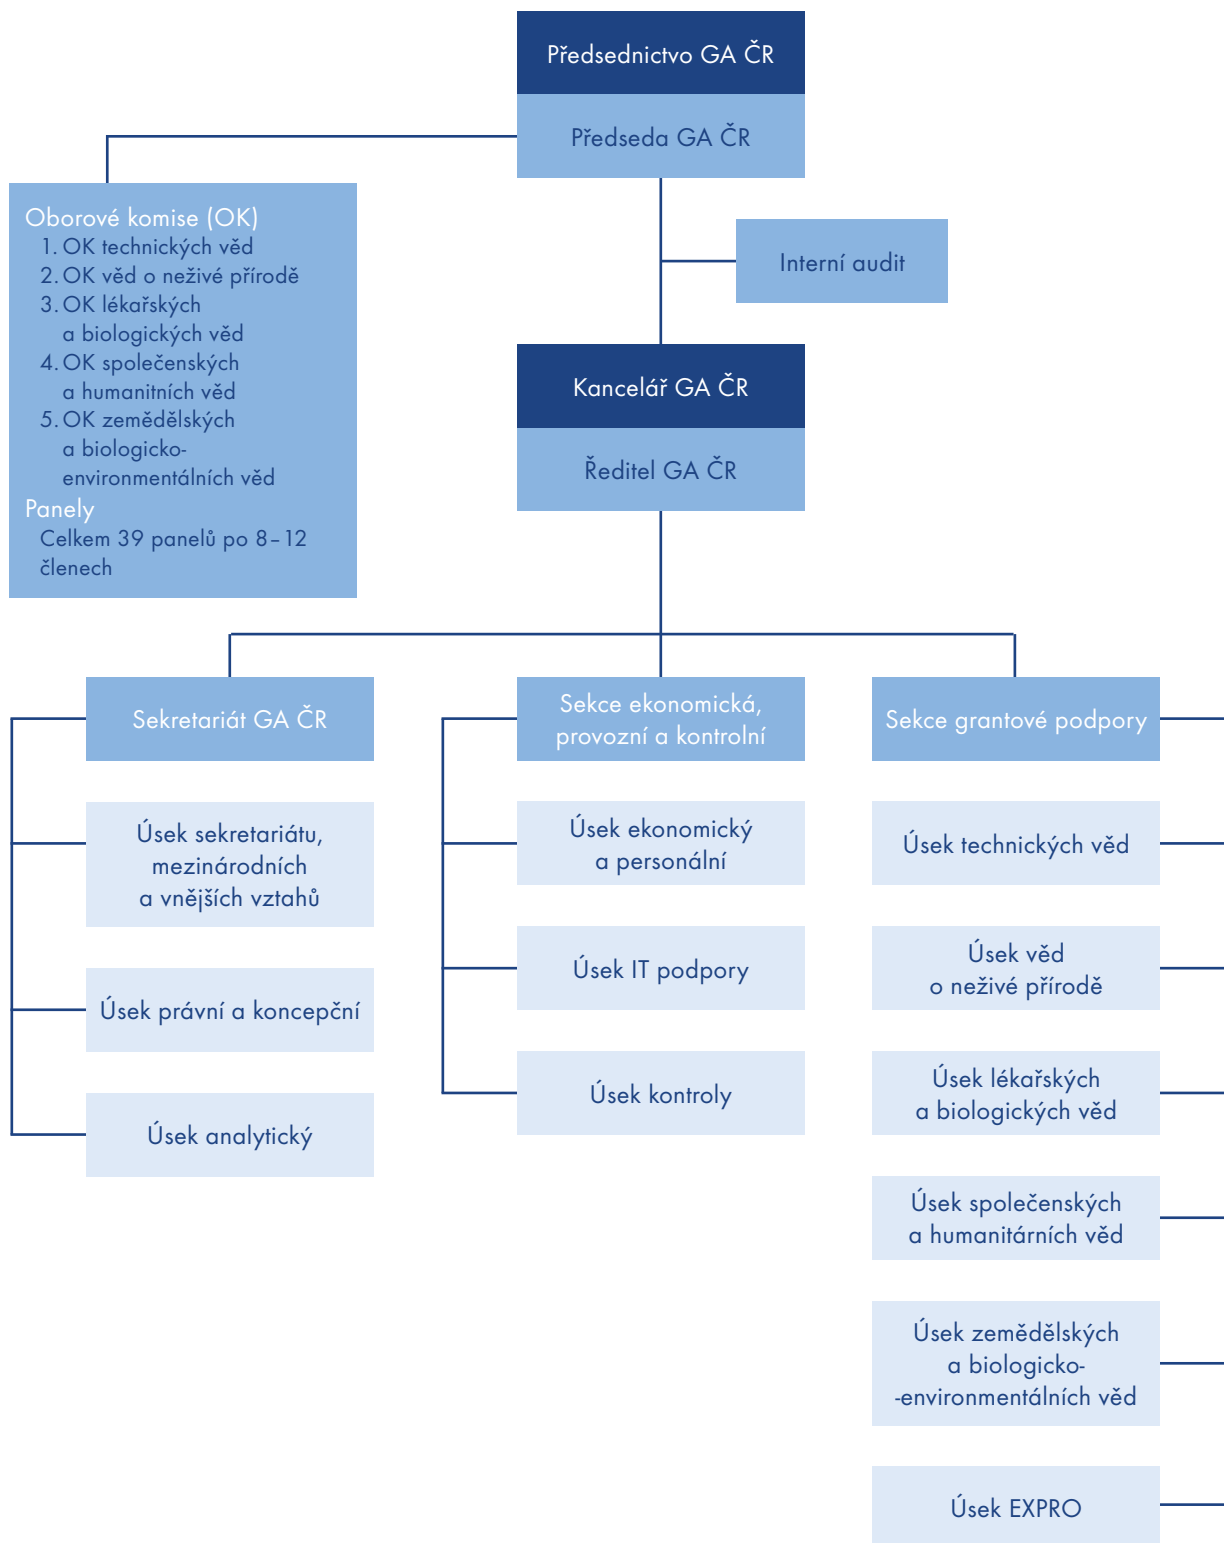 Předsednictvo GA ČR
Předseda GA ČR
Oborové komise (OK)
1. OK technických věd
2. OK věd o neživé přírodě
3. OK lékařských
a biologických věd
4. OK společenských
a humanitních věd
5. OK zemědělských
a biologicko-
environmentálních věd
Panely
Celkem 39 panelů po 8–12
členech
Interní audit
Kancelář GA ČR
Ředitel GA ČR
Sekretariát GA ČR
Úsek sekretariátu,
mezinárodních
a vnějších vztahů
Úsek právní a koncepční
Úsek analytický
Sekce ekonomická,
provozní a kontrolní
Úsek ekonomický
a personální
Úsek IT podpory
Úsek kontroly
Sekce grantové podpory
Úsek technických věd
Úsek věd
o neživé přírodě
Úsek lékařských
a biologických věd
Úsek společenských
a humanitárních věd
Úsek zemědělských
a biologicko-
-environmentálních věd
Úsek EXPRO